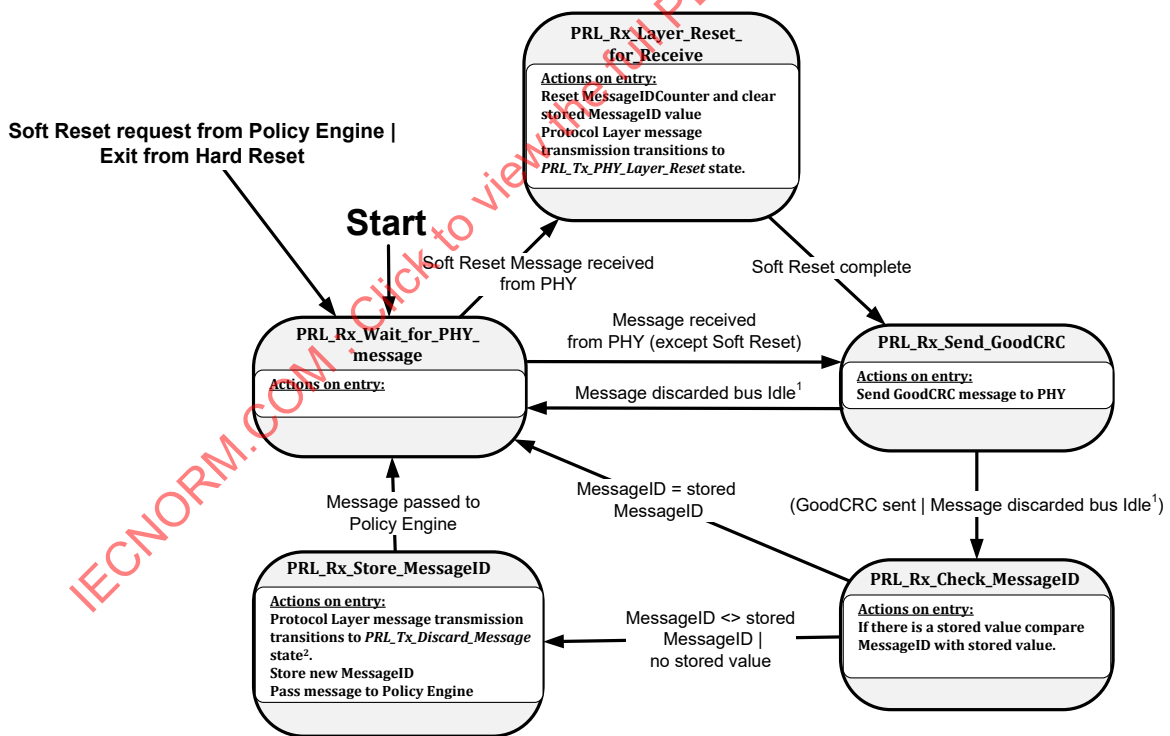 PRL_Rx_Layer_Reset_
for_Receive
Actions on entry:
Reset MessageIDCounter and clear
stored MessageID value
Protocol Layer message
transmission transitions to
PRL_Tx_PHY_Layer_Reset state.
Soft Reset request from Policy Engine |
Exit from Hard Reset
Start
Soft Reset Message received
from PHY
Soft Reset complete
PRL_Rx_Wait_for_PHY_
message
Actions on entry:
Message received
from PHY (except Soft Reset)
Message discarded bus Idle¹
PRL_Rx_Send_GoodCRC
Actions on entry:
Send GoodCRC message to PHY
Message passed to
Policy Engine
MessageID = stored
MessageID
(GoodCRC sent | Message discarded bus Idle¹)
PRL_Rx_Store_MessageID
Actions on entry:
Protocol Layer message transmission
transitions to PRL_Tx_Discard_Message
state².
Store new MessageID
Pass message to Policy Engine
MessageID <> stored
MessageID |
no stored value
PRL_Rx_Check_MessageID
Actions on entry:
If there is a stored value compare
MessageID with stored value.
IECNORM.COM : Click to view the full